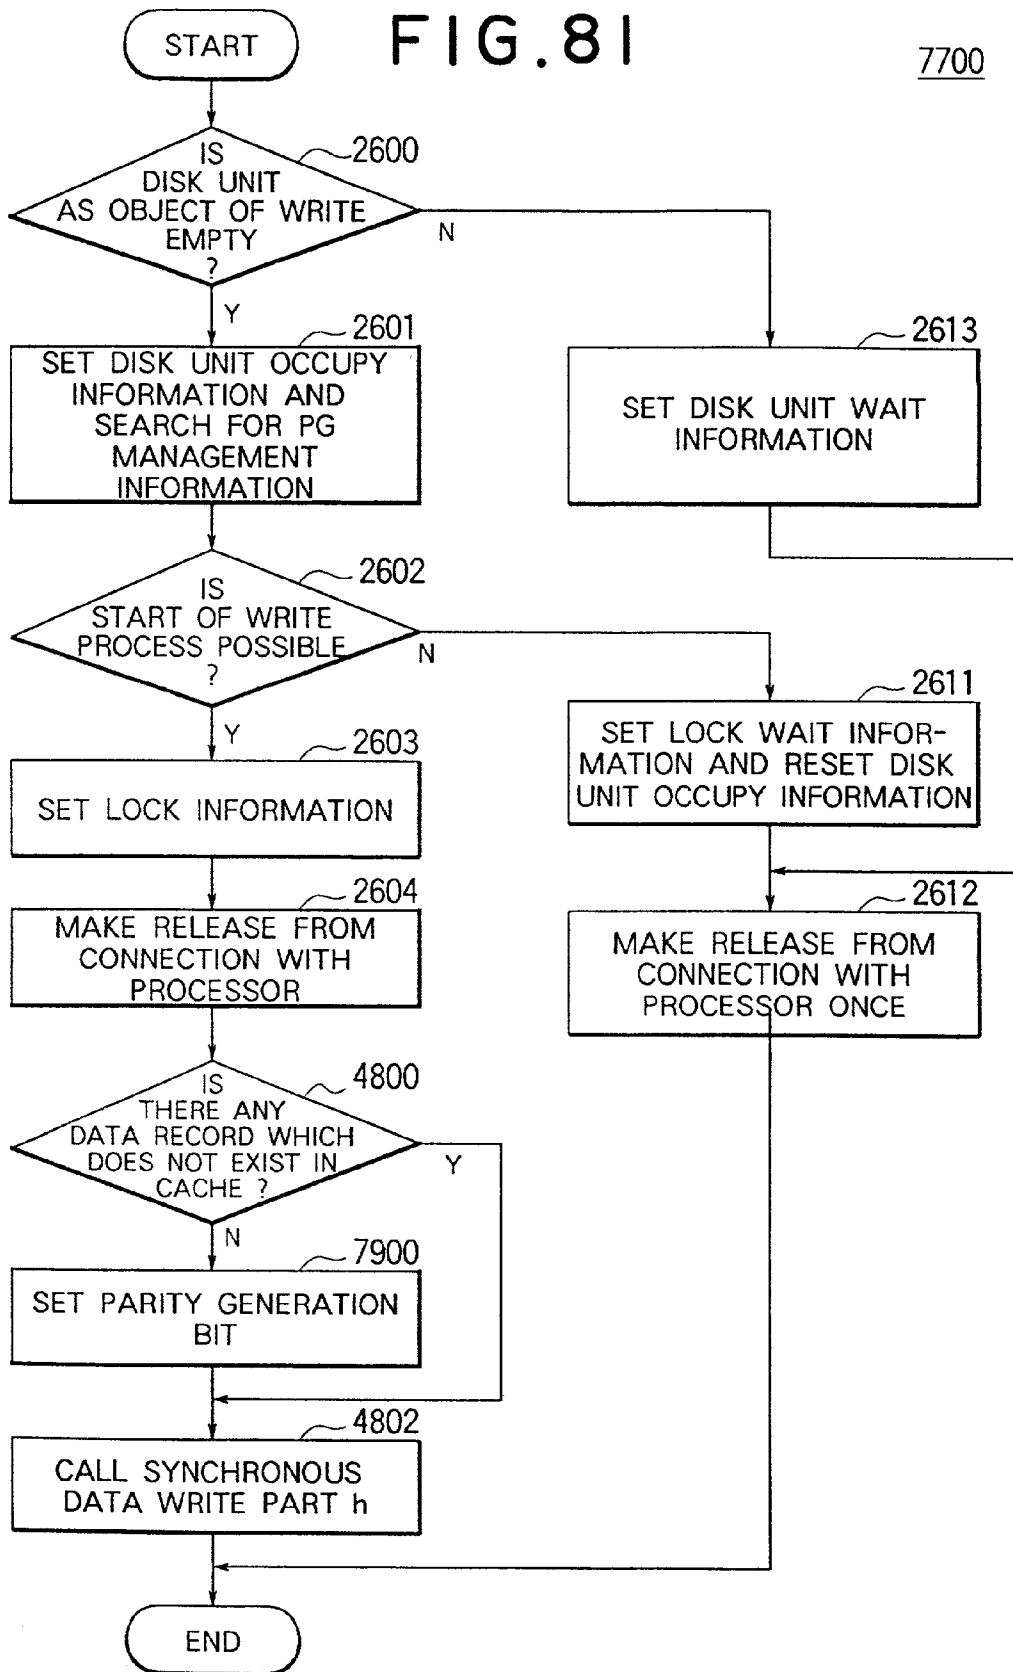 START
FIG.81
7700
2600
IS
DISK UNIT
AS OBJECT OF WRITE
EMPTY
?
N
Y
2601
SET DISK UNIT OCCUPY
INFORMATION AND
SEARCH FOR PG
MANAGEMENT
INFORMATION
2613
SET DISK UNIT WAIT
INFORMATION
2602
IS
START OF WRITE
PROCESS POSSIBLE
?
N
Y
2611
SET LOCK WAIT INFOR-
MATION AND RESET DISK
UNIT OCCUPY INFORMATION
2603
SET LOCK INFORMATION
2604
MAKE RELEASE FROM
CONNECTION WITH
PROCESSOR
2612
MAKE RELEASE FROM
CONNECTION WITH
PROCESSOR ONCE
4800
IS
THERE ANY
DATA RECORD WHICH
DOES NOT EXIST IN
CACHE ?
Y
N
7900
SET PARITY GENERATION
BIT
4802
CALL SYNCHRONOUS
DATA WRITE PART h
END